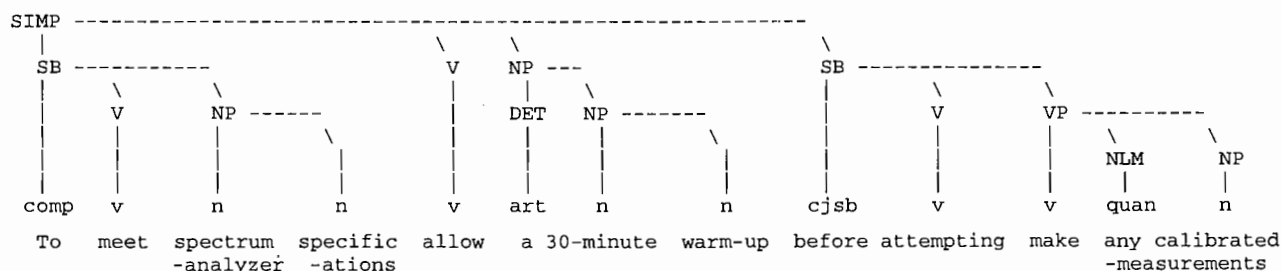 SIMP
SB V NP SB
V NP DET NP V VP
NLM NP
comp v n n v art n n cjsb v v quan n
To meet spectrum specific allow a 30-minute warm-up before attempting make any calibrated
-analyzer -ations -measurements